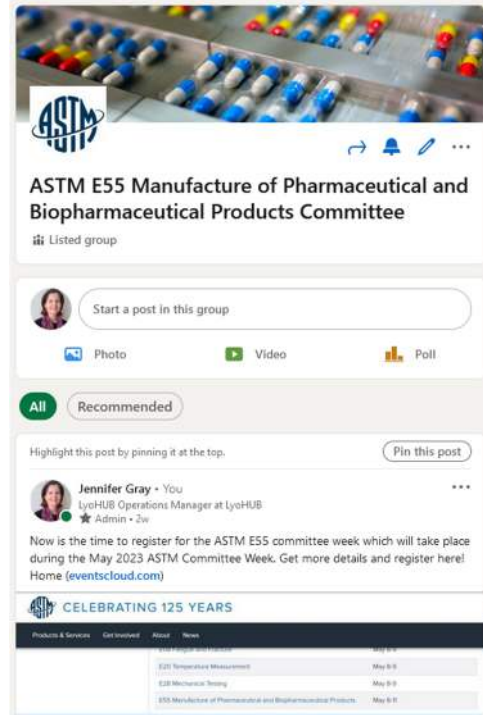 ASTM
ASTM E55 Manufacture of Pharmaceutical and
Biopharmaceutical Products Committee
Listed group
Start a post in this group
Photo
Video
Poll
All
Recommended
Highlight this post by pinning it at the top.
Pin this post
Jennifer Gray • You
LyoHUB Operations Manager at LyoHUB
Admin • 2w
Now is the time to register for the ASTM E55 committee week which will take place
during the May 2023 ASTM Committee Week. Get more details and register here!
Home (eventscloud.com)
ASTM CELEBRATING 125 YEARS
Products & Services Get Involved About News
E20 Temperature Measurement May 8-9
E28 Mechanical Testing May 8-9
E55 Manufacture of Pharmaceutical and Biopharmaceutical Products